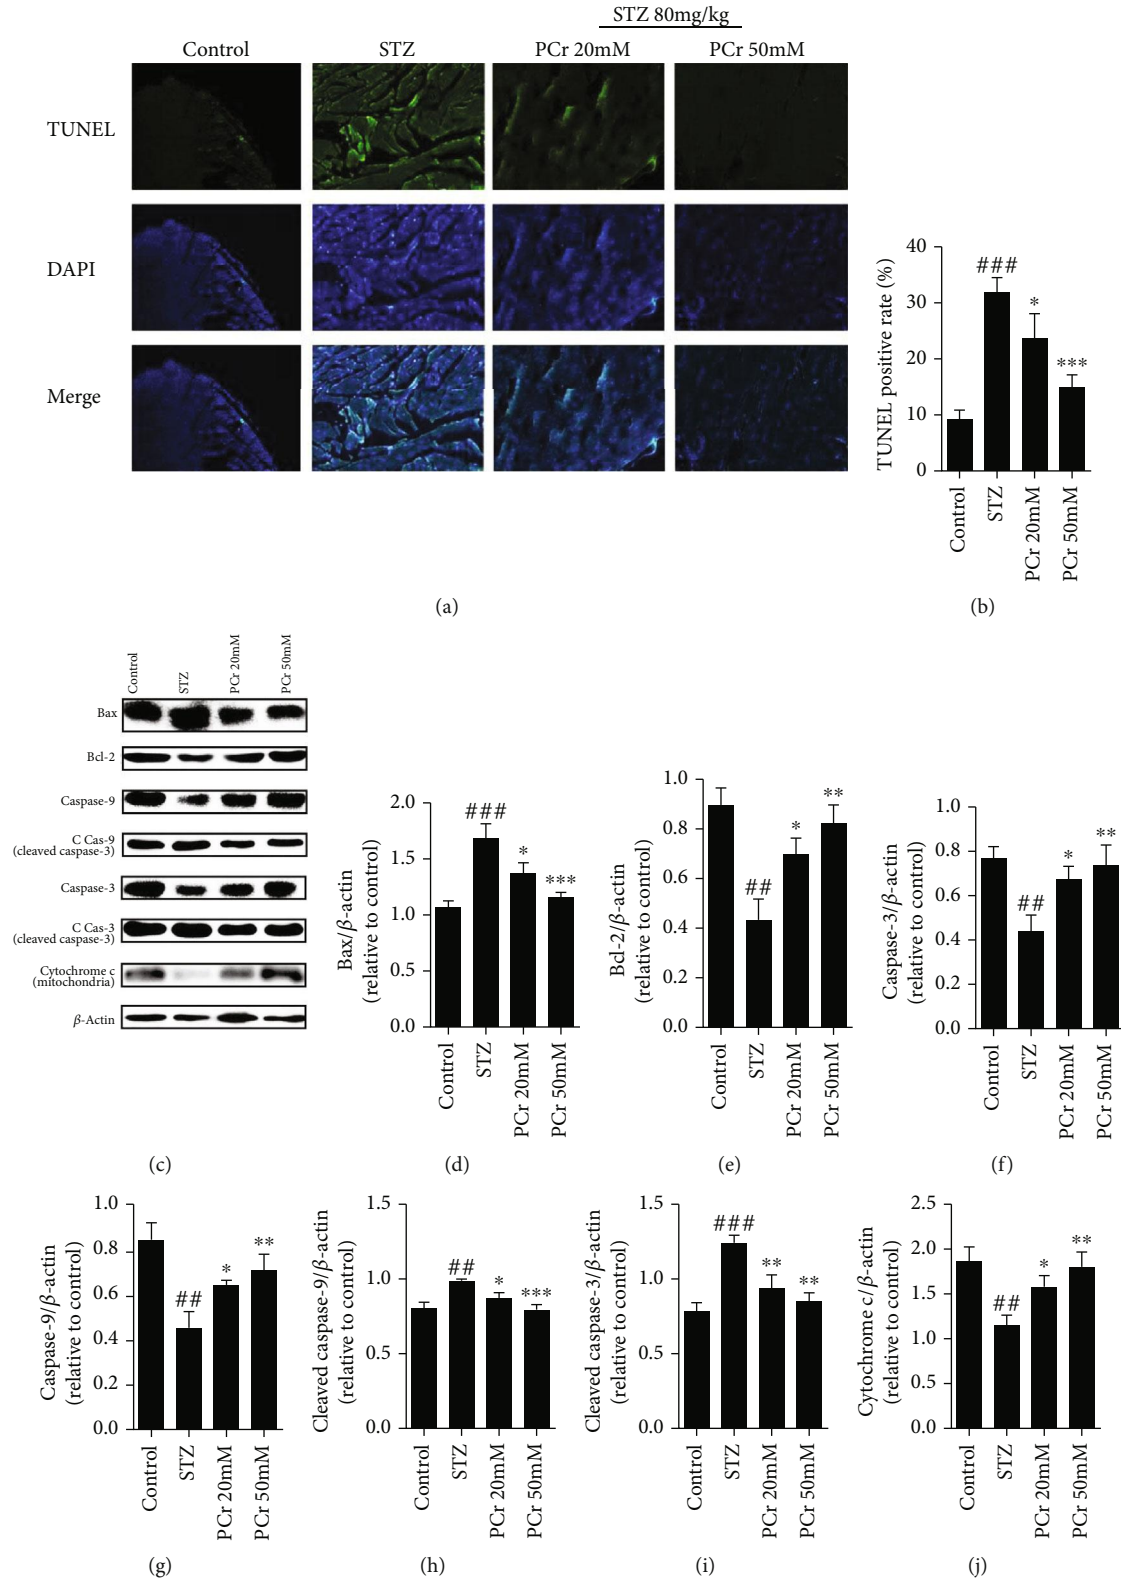 STZ 80mg/kg
Control STZ PCr 20mM PCr 50mM
TUNEL
DAPI
Merge
TUNEL positive rate (%)
40
30
20
10
0
###
*
***
Control
STZ
PCr 20mM
PCr 50mM
(a)
(b)
Control
STZ
PCr 20mM
PCr 50mM
Bax
Bcl-2
Caspase-9
C Cas-9
(cleaved caspase-3)
Caspase-3
C Cas-3
(cleaved caspase-3)
Cytochrome c
(mitochondria)
β-Actin
(c)
Bax/β-actin
(relative to control)
2.0
1.5
1.0
0.5
0.0
###
*
***
Control
STZ
PCr 20mM
PCr 50mM
(d)
Bcl-2/β-actin
(relative to control)
1.0
0.8
0.6
0.4
0.2
0.0
##
*
**
Control
STZ
PCr 20mM
PCr 50mM
(e)
Caspase-3/β-actin
(relative to control)
1.0
0.8
0.4
0.2
0.0
##
*
**
Control
STZ
PCr 20mM
PCr 50mM
(f)
Caspase-9/β-actin
(relative to control)
1.0
0.8
0.6
0.4
0.2
0.0
##
*
**
Control
STZ
PCr 20mM
PCr 50mM
(g)
Cleaved caspase-9/β-actin
(relative to control)
1.5
1.0
0.5
0.0
##
*
***
Control
STZ
PCr 20mM
PCr 50mM
(h)
Cleaved caspase-3/β-actin
(relative to control)
1.5
1.0
0.5
0.0
###
**
**
Control
STZ
PCr 20mM
PCr 50mM
(i)
Cytochrome c/β-actin
(relative to control)
2.5
2.0
1.5
1.0
0.5
0.0
##
*
**
Control
STZ
PCr 20mM
PCr 50mM
(j)